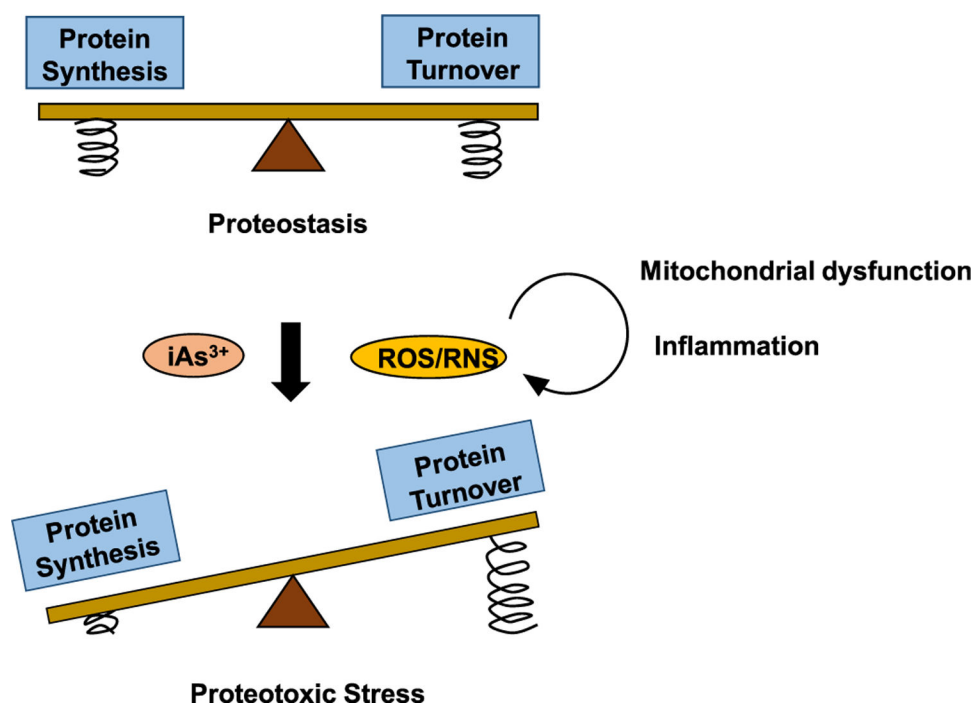 Protein
Synthesis
Protein
Turnover
Proteostasis
Mitochondrial dysfunction
Inflammation
iAs³⁺
ROS/RNS
Protein
Turnover
Protein
Synthesis
Proteotoxic Stress